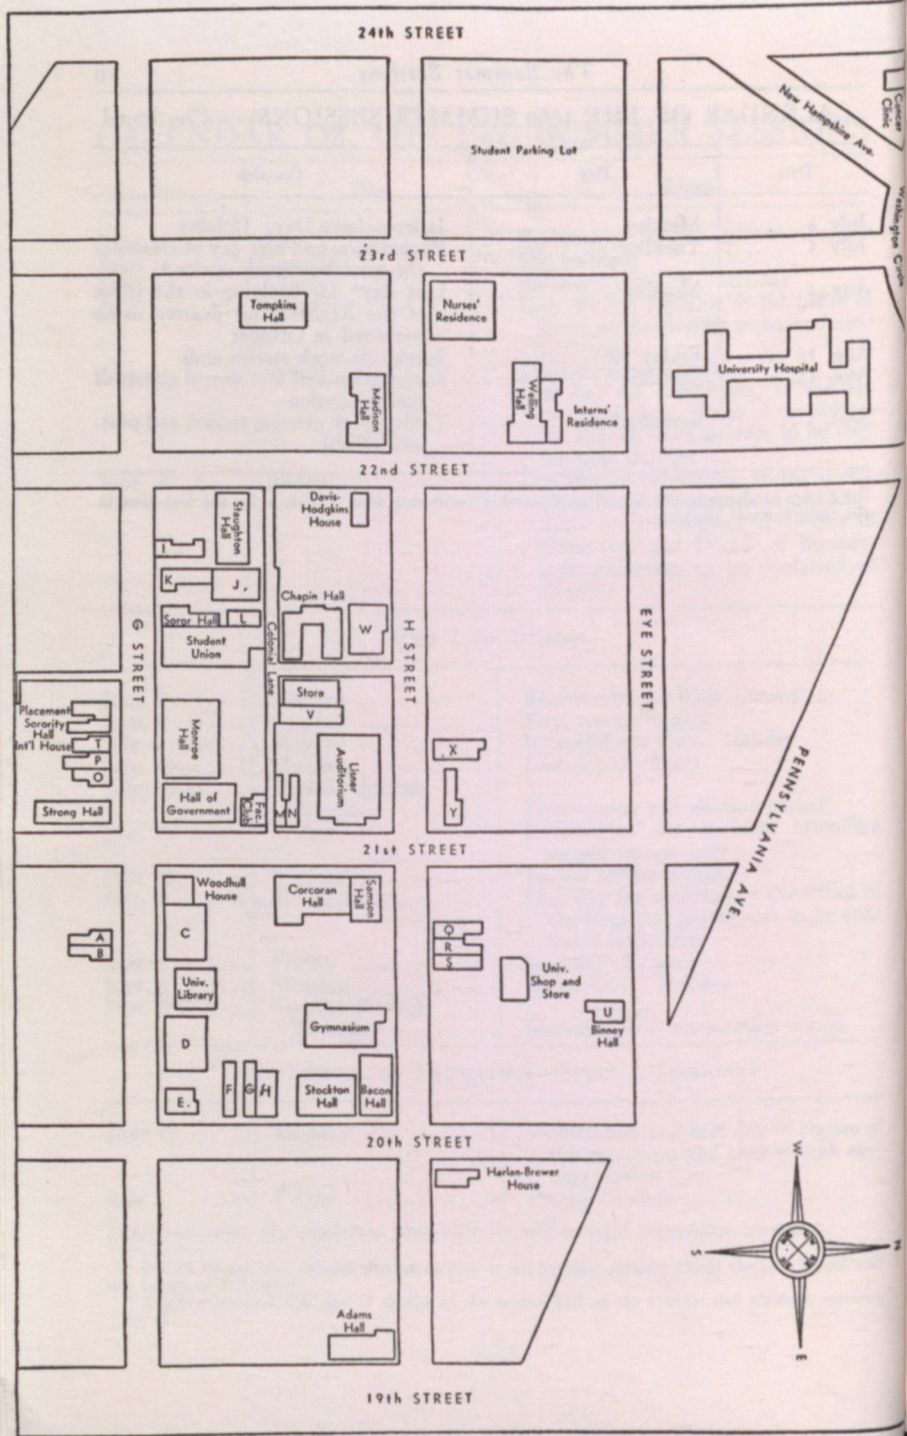 24th STREET
New Hampshire Ave.
Cancer
Clinic
Washington Circle
Student Parking Lot
23rd STREET
Tompkins
Hall
Nurses'
Residence
University Hospital
Madison
Hall
Welling
Hall
Interns'
Residence
22nd STREET
Staughton
Hall
Davis-
Hodgkins
House
I
K
J
Chapin Hall
Soror Hall
L
W
Student
Union
G STREET
Colonial Lane
H STREET
EYE STREET
Store
V
Placement
Sorority
Hall
Int'l House
T
P
O
Monroe
Hall
Lisner
Auditorium
X
Strong Hall
Hall of
Government
Fac.
Club
M
N
Y
PENNSYLVANIA AVE.
21st STREET
Woodhull
House
Corcoran
Hall
Samson
Hall
C
A
B
Q
R
S
Univ.
Library
Univ.
Shop and
Store
Gymnasium
U
Binney
Hall
D
E.
F
G
H
Stockton
Hall
Bacon
Hall
20th STREET
Harlan-Brewer
House
W
S
N
E
Adams
Hall
19th STREET